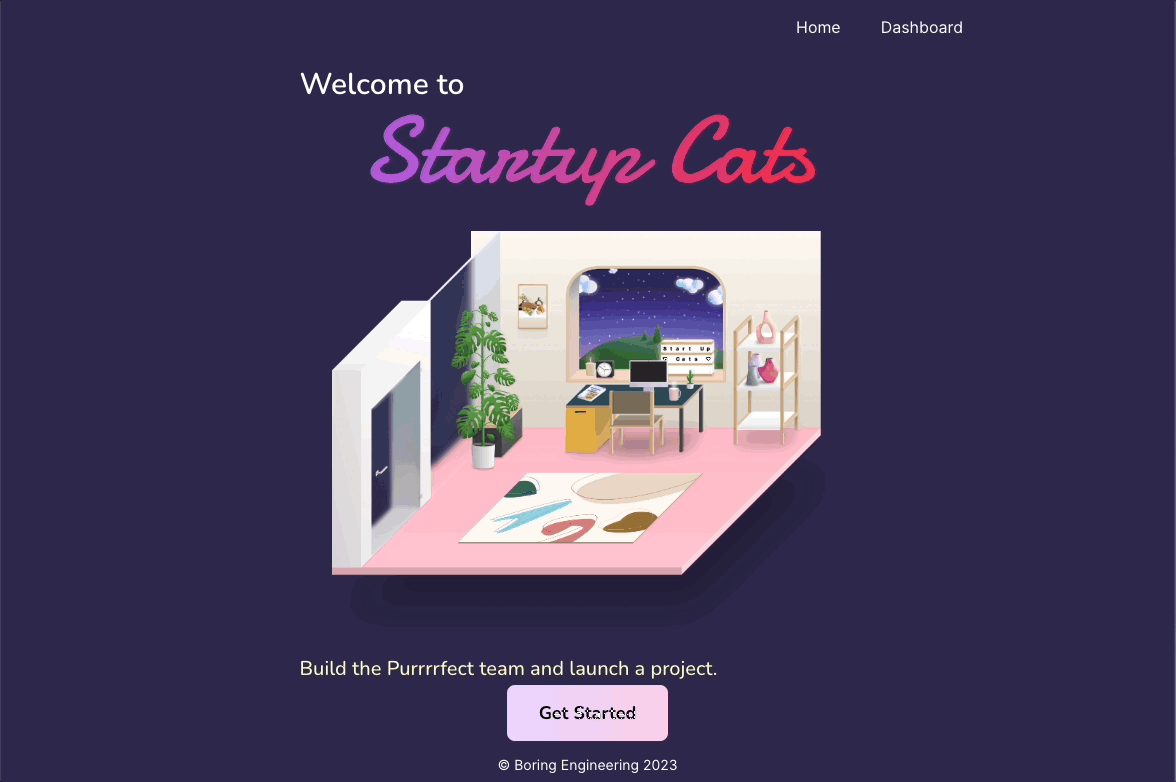 Home Dashboard
Welcome to
Startup Cats
Start Up
Cats
Build the Purrrrfect team and launch a project.
Get Started
© Boring Engineering 2023